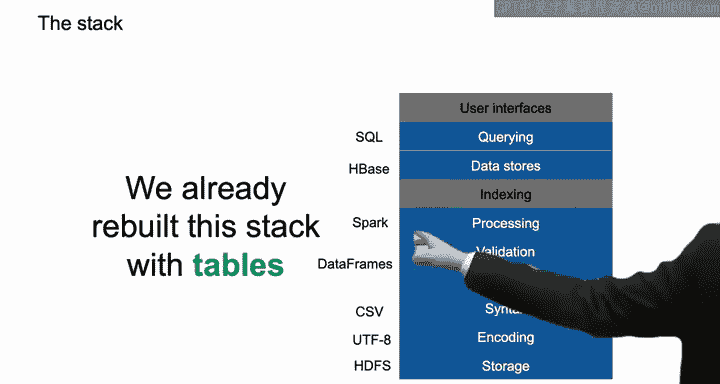 The stack
User interfaces
SQL Querying
HBase Data stores
Indexing
We already
rebuilt this stack
with tables
Spark Processing
Validation
DataFrames
CSV
UTF-8 Encoding
HDFS Storage